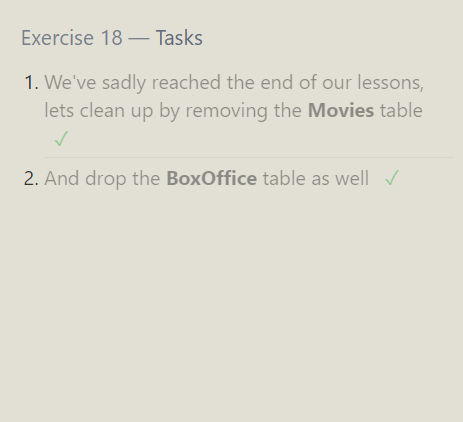 Exercise 18 — Tasks
1. We've sadly reached the end of our lessons,
lets clean up by removing the Movies table
✓
2. And drop the BoxOffice table as well ✓